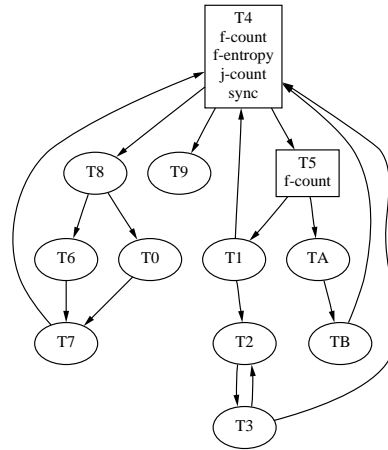 T4
f-count
f-entropy
j-count
sync
T8
T9
T5
f-count
T6
T0
T1
TA
T7
T2
TB
T3